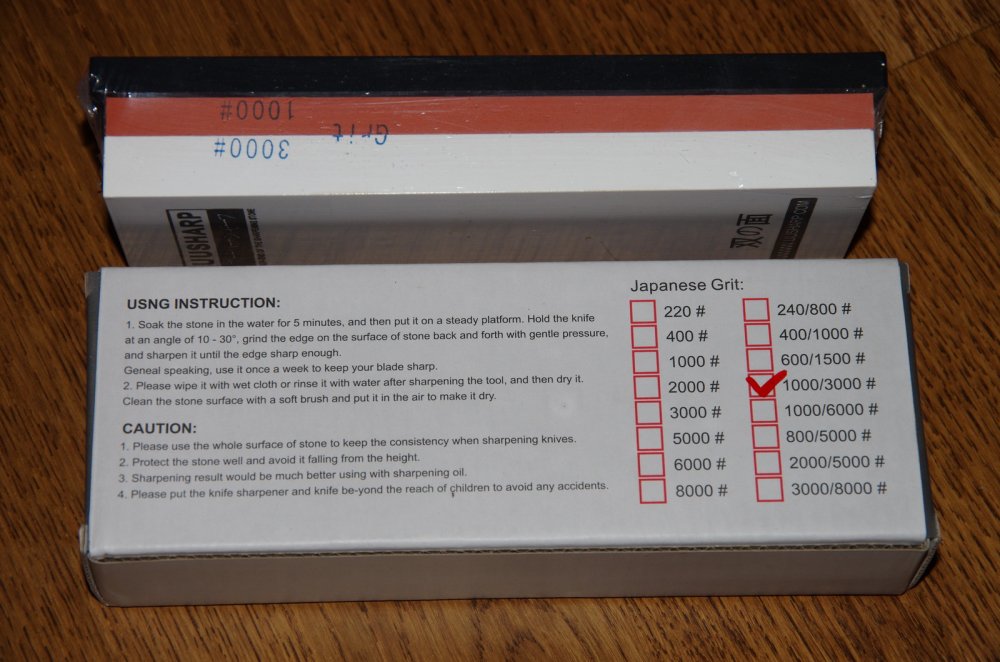 1000#
3000#
Grit
UUSHARP
双の面
UUSHARP.COM
USNG INSTRUCTION:
1. Soak the stone in the water for 5 minutes, and then put it on a steady platform. Hold the knife
at an angle of 10 - 30°, grind the edge on the surface of stone back and forth with gentle pressure,
and sharpen it until the edge sharp enough.
Geneal speaking, use it once a week to keep your blade sharp.
2. Please wipe it with wet cloth or rinse it with water after sharpening the tool, and then dry it.
Clean the stone surface with a soft brush and put it in the air to make it dry.
CAUTION:
1. Please use the whole surface of stone to keep the consistency when sharpening knives.
2. Protect the stone well and avoid it falling from the height.
3. Sharpening result would be much better using with sharpening oil.
4. Please put the knife sharpener and knife be-yond the reach of children to avoid any accidents.
Japanese Grit:
220 #
400 #
1000 #
2000 #
3000 #
5000 #
6000 #
8000 #
240/800 #
400/1000 #
600/1500 #
1000/3000 #
1000/6000 #
800/5000 #
2000/5000 #
3000/8000 #